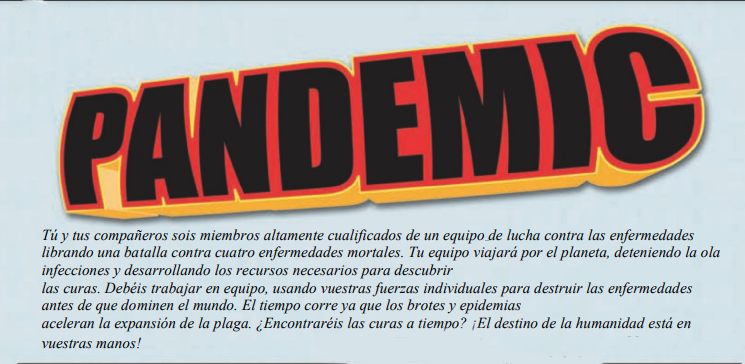 PANDEMIC
Tú y tus compañeros sois miembros altamente cualificados de un equipo de lucha contra las enfermedades
librando una batalla contra cuatro enfermedades mortales. Tu equipo viajará por el planeta, deteniendo la ola
infecciones y desarrollando los recursos necesarios para descubrir
las curas. Debéis trabajar en equipo, usando vuestras fuerzas individuales para destruir las enfermedades
antes de que dominen el mundo. El tiempo corre ya que los brotes y epidemias
aceleran la expansión de la plaga. ¿Encontraréis las curas a tiempo? ¡El destino de la humanidad está en
vuestras manos!